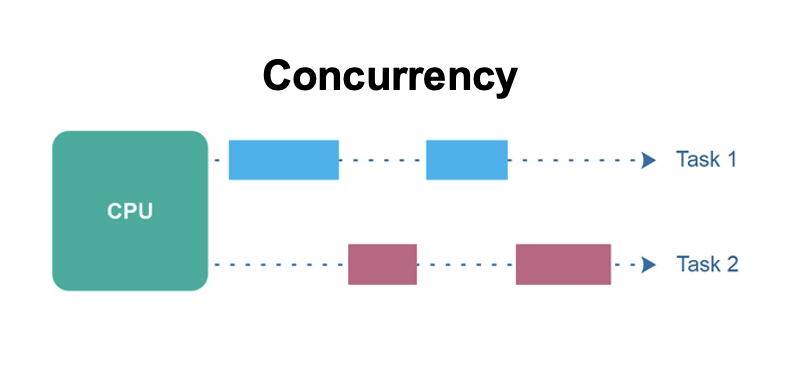 Concurrency
CPU
Task 1
Task 2